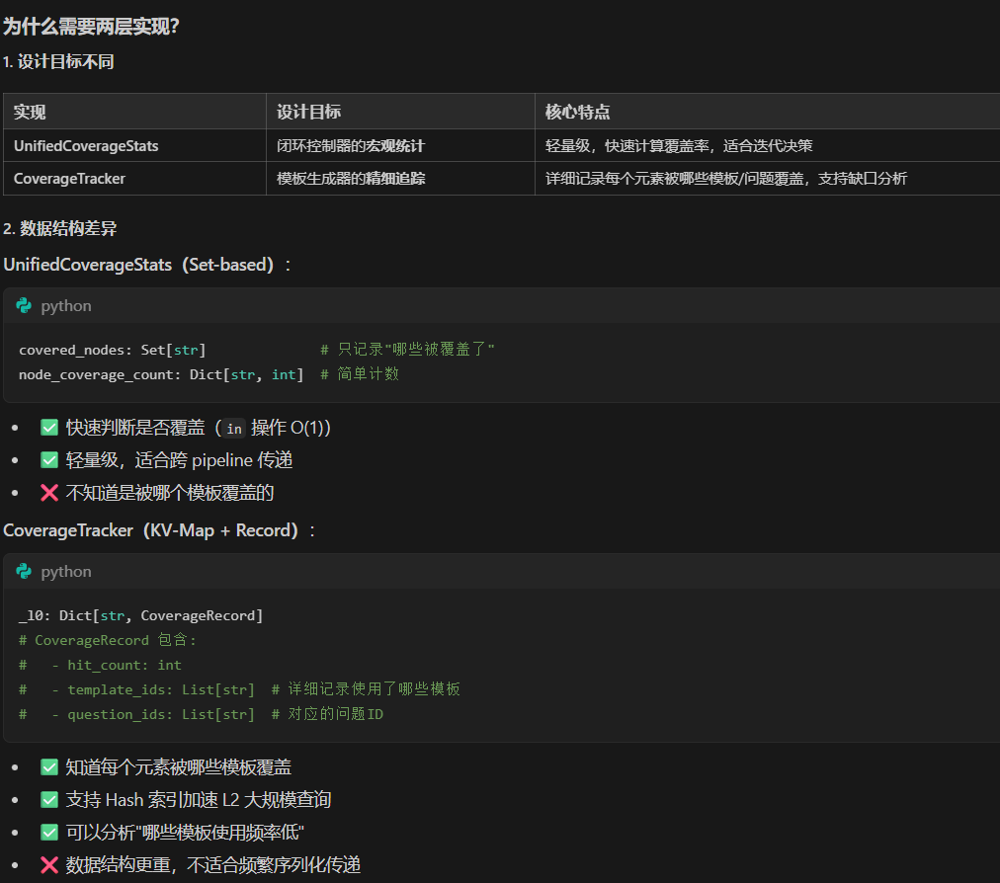 为什么需要两层实现？
1. 设计目标不同
实现 设计目标 核心特点
UnifiedCoverageStats 闭环控制器的宏观统计 轻量级，快速计算覆盖率，适合迭代决策
CoverageTracker 模板生成器的精细追踪 详细记录每个元素被哪些模板/问题覆盖，支持缺口分析
2. 数据结构差异
UnifiedCoverageStats（Set-based）：
python
covered_nodes: Set[str] # 只记录"哪些被覆盖了"
node_coverage_count: Dict[str, int] # 简单计数
• ✅ 快速判断是否覆盖（in 操作 O(1)）
• ✅ 轻量级，适合跨 pipeline 传递
• ❌ 不知道是被哪个模板覆盖的
CoverageTracker（KV-Map + Record）：
python
_l0: Dict[str, CoverageRecord]
# CoverageRecord 包含:
# - hit_count: int
# - template_ids: List[str] # 详细记录使用了哪些模板
# - question_ids: List[str] # 对应的问题ID
• ✅ 知道每个元素被哪些模板覆盖
• ✅ 支持 Hash 索引加速 L2 大规模查询
• ✅ 可以分析"哪些模板使用频率低"
• ❌ 数据结构更重，不适合频繁序列化传递